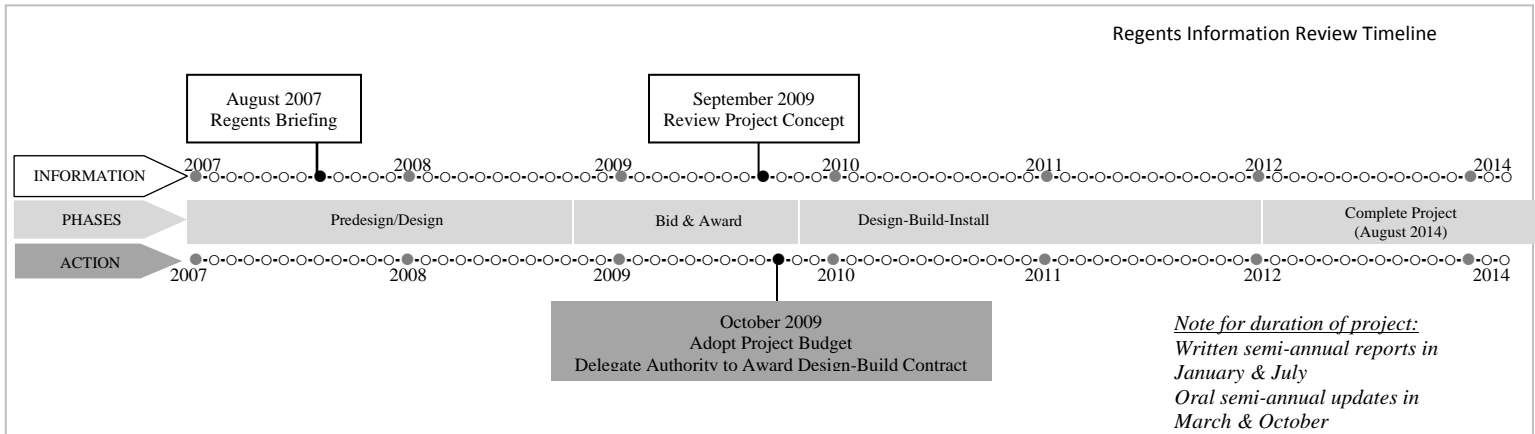 Regents Information Review Timeline
August 2007
Regents Briefing
September 2009
Review Project Concept
INFORMATION
2007 2008 2009 2010 2011 2012 2014
PHASES
Predesign/Design
Bid & Award
Design-Build-Install
Complete Project
(August 2014)
ACTION
2007 2008 2009 2010 2011 2012 2014
October 2009
Adopt Project Budget
Delegate Authority to Award Design-Build Contract
Note for duration of project:
Written semi-annual reports in
January & July
Oral semi-annual updates in
March & October